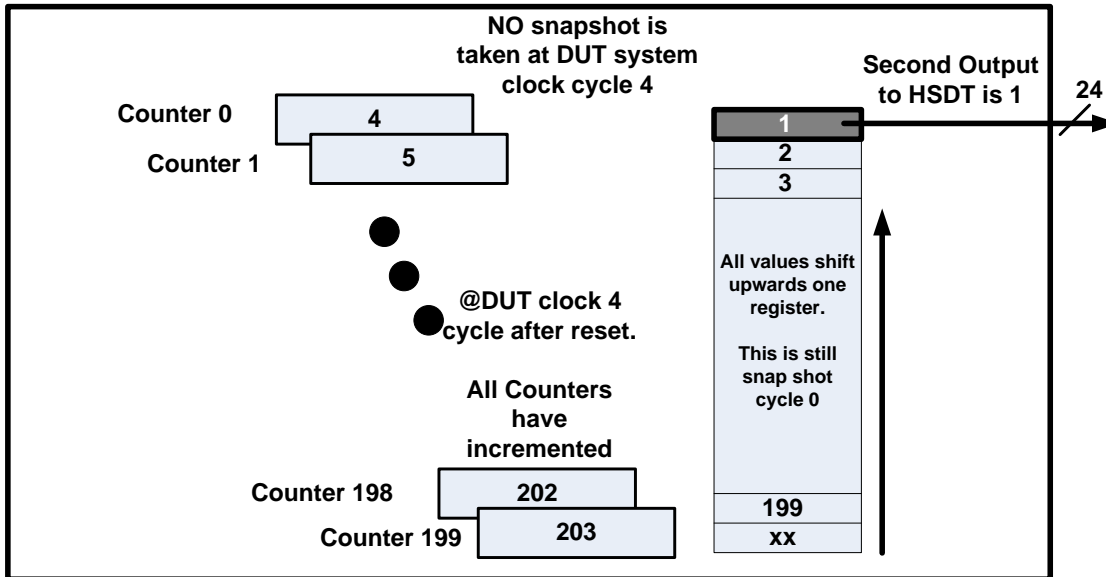 NO snapshot is
taken at DUT system
clock cycle 4
Second Output
to HSDT is 1
24
Counter 0
4
Counter 1
5
1
2
3
All values shift
upwards one
register.
This is still
snap shot
cycle 0
@DUT clock 4
cycle after reset.
All Counters
have
incremented
Counter 198
202
Counter 199
203
199
xx